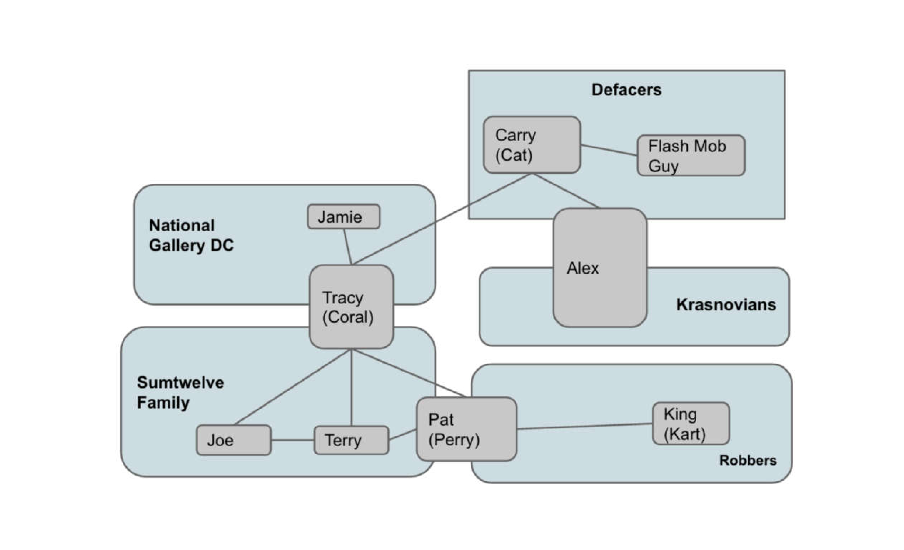 Defacers
Carry
(Cat)
Flash Mob
Guy
National
Gallery DC
Jamie
Alex
Tracy
(Coral)
Krasnovians
Sumtwelve
Family
Joe
Terry
Pat
(Perry)
King
(Kart)
Robbers